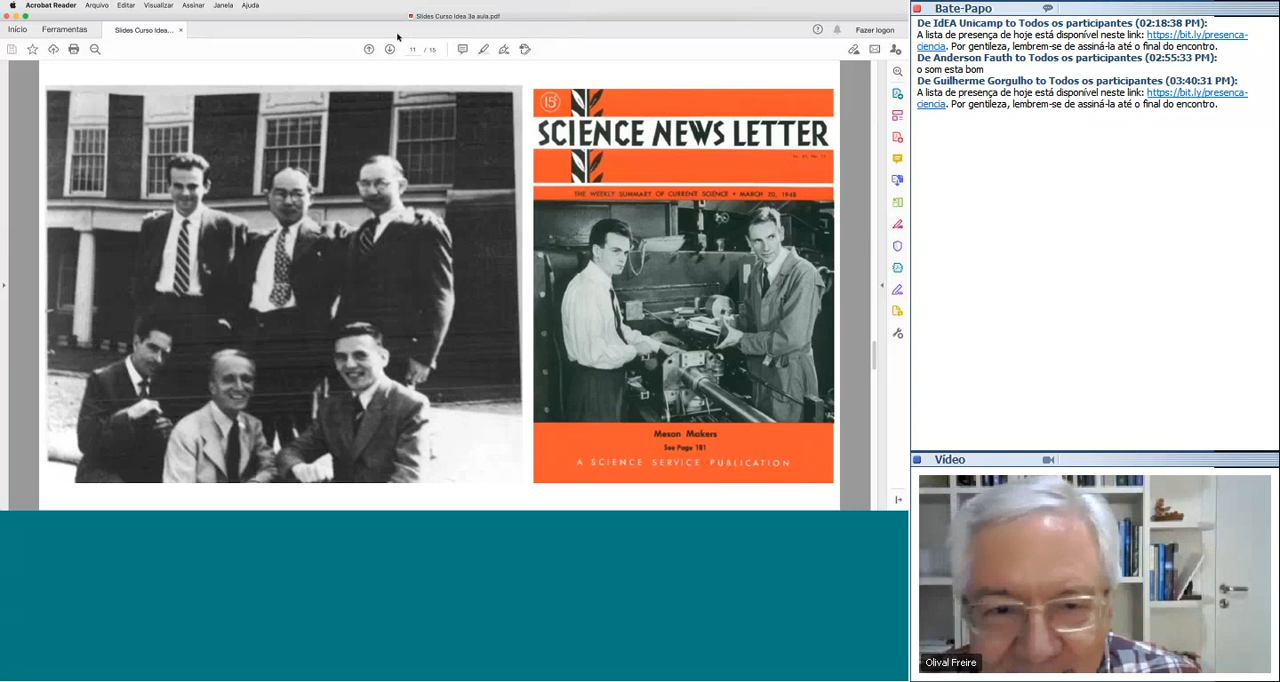 Acrobat Reader Arquivo Editar Visualizar Assinar Janela Ajuda
Slides Curso Idea 3a aula.pdf
Início Ferramentas Slides Curso Idea... × Fazer logon
11 / 15
15¢
SCIENCE NEWS LETTER
THE WEEKLY SUMMARY OF CURRENT SCIENCE • MARCH 20, 1948
Meson Makers
See Page 181
A SCIENCE SERVICE PUBLICATION
Bate-Papo
De IdEA Unicamp to Todos os participantes (02:18:38 PM):
A lista de presença de hoje está disponível neste link: https://bit.ly/presenca-
ciencia. Por gentileza, lembrem-se de assiná-la até o final do encontro.
De Anderson Fauth to Todos os participantes (02:55:33 PM):
o som esta bom
De Guilherme Gorgulho to Todos os participantes (03:40:31 PM):
A lista de presença de hoje está disponível neste link: https://bit.ly/presenca-
ciencia. Por gentileza, lembrem-se de assiná-la até o final do encontro.
Vídeo
Olival Freire